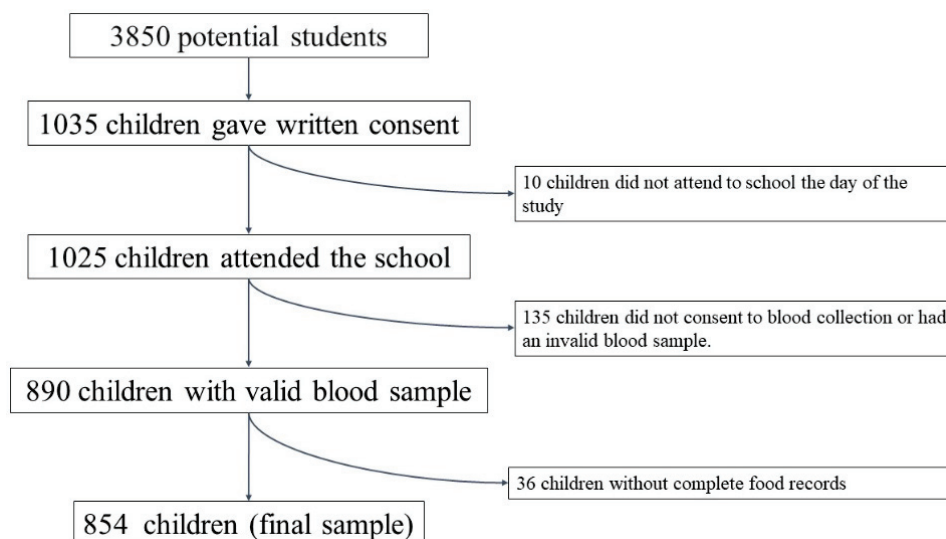 3850 potential students
1035 children gave written consent
10 children did not attend to school the day of the
study
1025 children attended the school
135 children did not consent to blood collection or had
an invalid blood sample.
890 children with valid blood sample
36 children without complete food records
854 children (final sample)